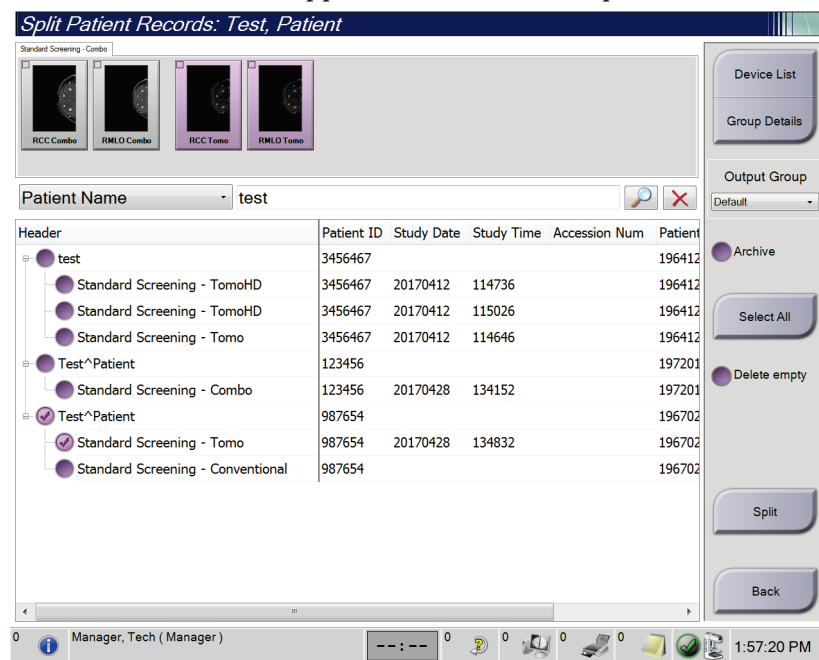 Split Patient Records: Test, Patient
Standard Screening - Combo
RCC Combo
RMLO Combo
RCC Tomo
RMLO Tomo
Device List
Group Details
Output Group
Default
Archive
Select All
Delete empty
Split
Back
Patient Name
test
Header Patient ID Study Date Study Time Accession Num Patient
test 3456467 196412
Standard Screening - TomoHD 3456467 20170412 114736 196412
Standard Screening - TomoHD 3456467 20170412 115026 196412
Standard Screening - Tomo 3456467 20170412 114646 196412
Test^Patient 123456 197201
Standard Screening - Combo 123456 20170428 134152 197201
Test^Patient 987654 196702
Standard Screening - Tomo 987654 20170428 134832 196702
Standard Screening - Conventional 987654 196702
0 Manager, Tech ( Manager ) --:-- 0 0 0 0 1:57:20 PM